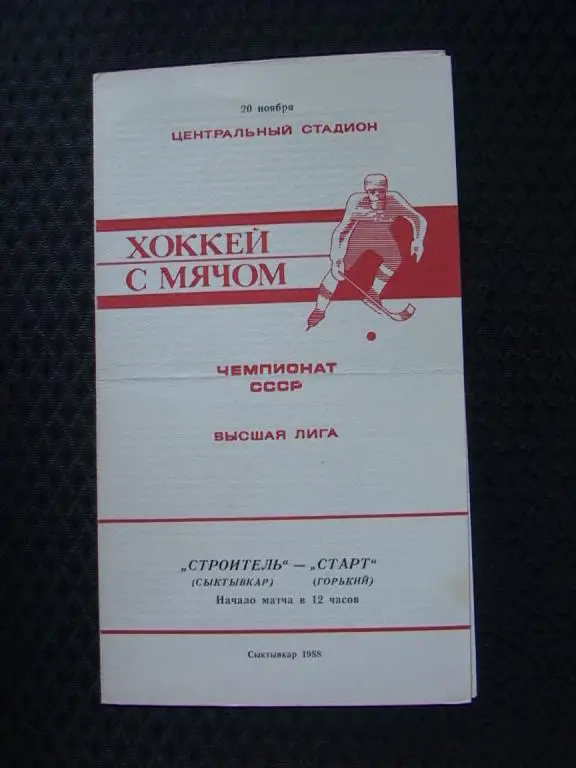 20 ноября
ЦЕНТРАЛЬНЫЙ СТАДИОН
ХОККЕЙ
С МЯЧОМ
ЧЕМПИОНАТ
СССР
ВЫСШАЯ ЛИГА
„СТРОИТЕЛЬ“ — „СТАРТ“
(СЫКТЫВКАР) (ГОРЬКИЙ)
Начало матча в 12 часов
Сыктывкар 1988